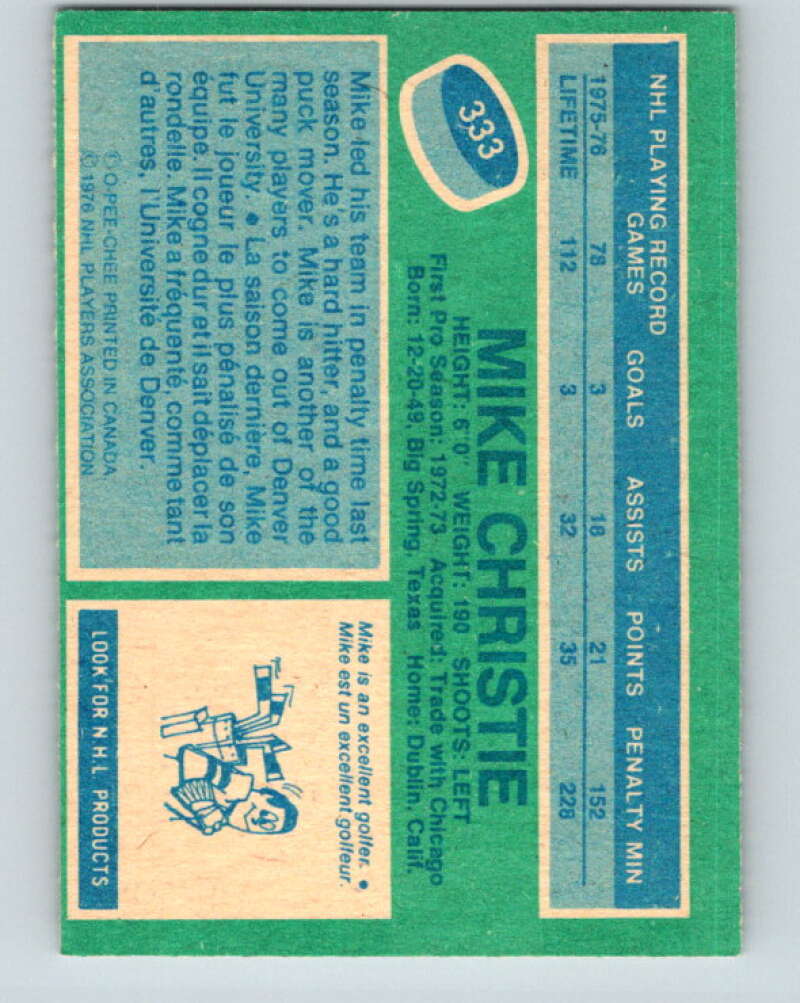 NHL PLAYING RECORD
GAMES GOALS ASSISTS POINTS PENALTY MIN
1975-76 78 3 18 21 152
LIFETIME 112 3 32 35 228
333
MIKE CHRISTIE
HEIGHT: 6'0" WEIGHT: 190 SHOOTS: LEFT
First Pro Season: 1972-73 Acquired: Trade with Chicago
Born: 12-20-49, Big Spring, Texas Home: Dublin, Calif.
Mike led his team in penalty time last
season. He's a hard hitter, and a good
puck mover. Mike is another of the
many players to come out of Denver
University. • La saison dernière, Mike
fut le joueur le plus pénalisé de son
équipe. Il cogne dur et il sait déplacer la
rondelle. Mike a fréquenté, comme tant
d'autres, l'Université de Denver.
© O-PEE-CHEE PRINTED IN CANADA
© 1976 NHL PLAYERS ASSOCIATION
Mike is an excellent golfer. •
Mike est un excellent golfeur.
LOOK FOR N.H.L. PRODUCTS